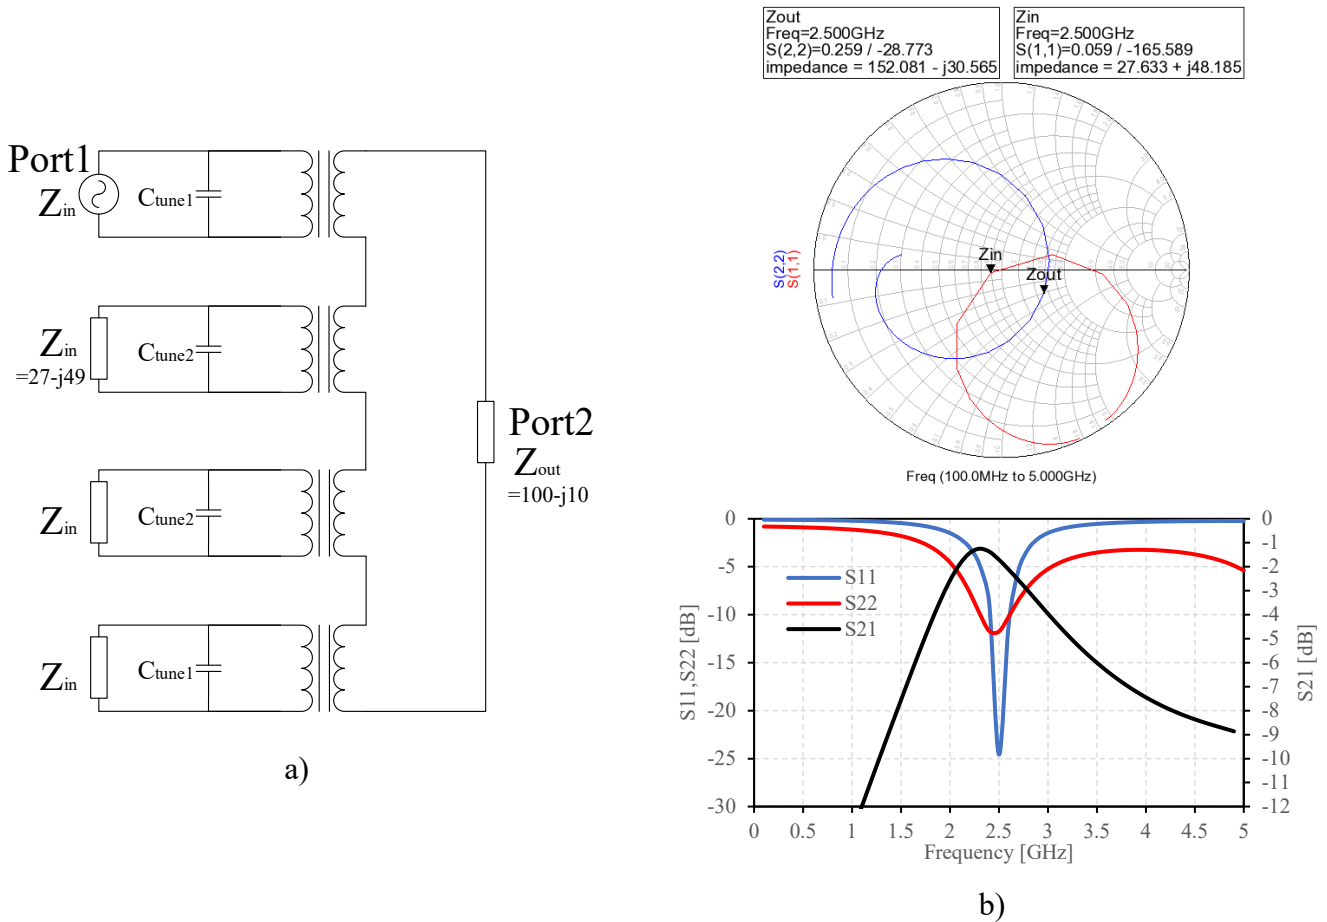 Port1
Zin
Ctune1
Zin
=27-j49
Ctune2
Zin
Ctune2
Zin
Ctune1
Port2
Zout
=100-j10
a)
Zout
Freq=2.500GHz
S(2,2)=0.259 / -28.773
impedance = 152.081 - j30.565
Zin
Freq=2.500GHz
S(1,1)=0.059 / -165.589
impedance = 27.633 + j48.185
S(2,2)
S(1,1)
Zin
Zout
Freq (100.0MHz to 5.000GHz)
S11,S22 [dB]
0
-5
-10
-15
-20
-25
-30
S11
S22
S21
0
-1
-2
-3
-4
-5
-6
-7
-8
-9
-10
-11
-12
S21 [dB]
0 0.5 1 1.5 2 2.5 3 3.5 4 4.5 5
Frequency [GHz]
b)